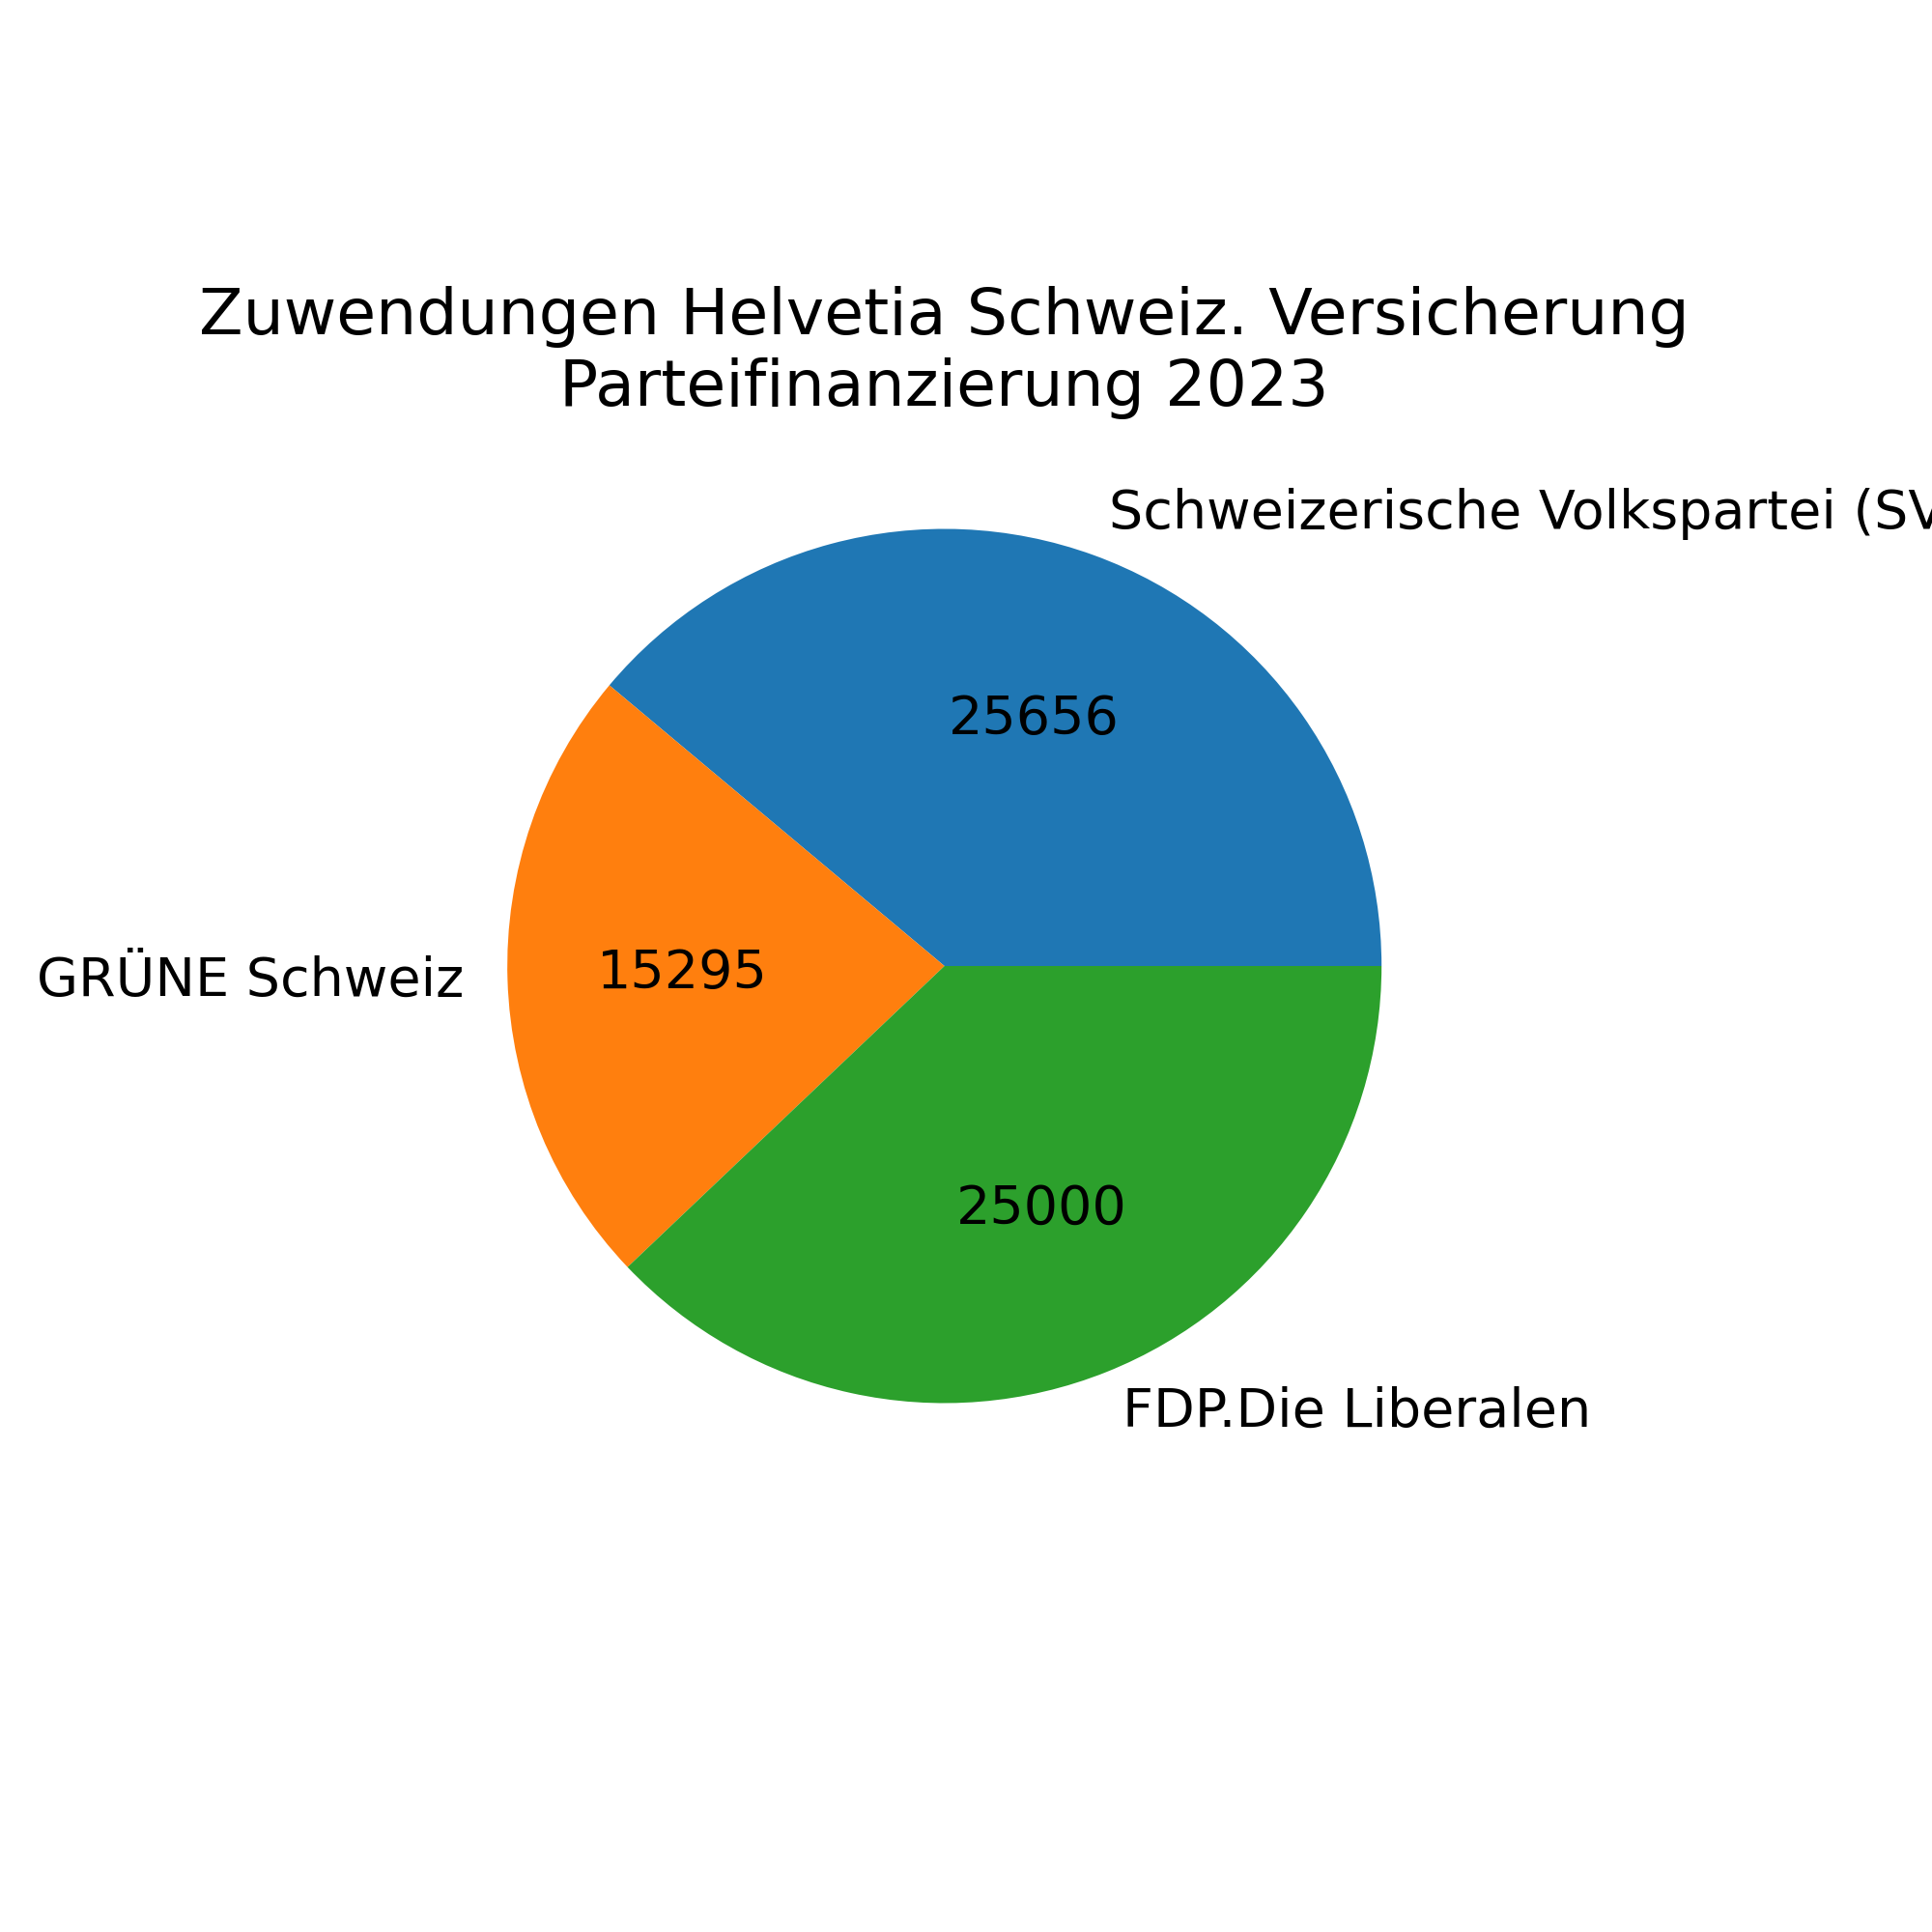 Zuwendungen Helvetia Schweiz. Versicherung
Parteifinanzierung 2023
Schweizerische Volkspartei (SV
25656
GRÜNE Schweiz
15295
25000
FDP.Die Liberalen